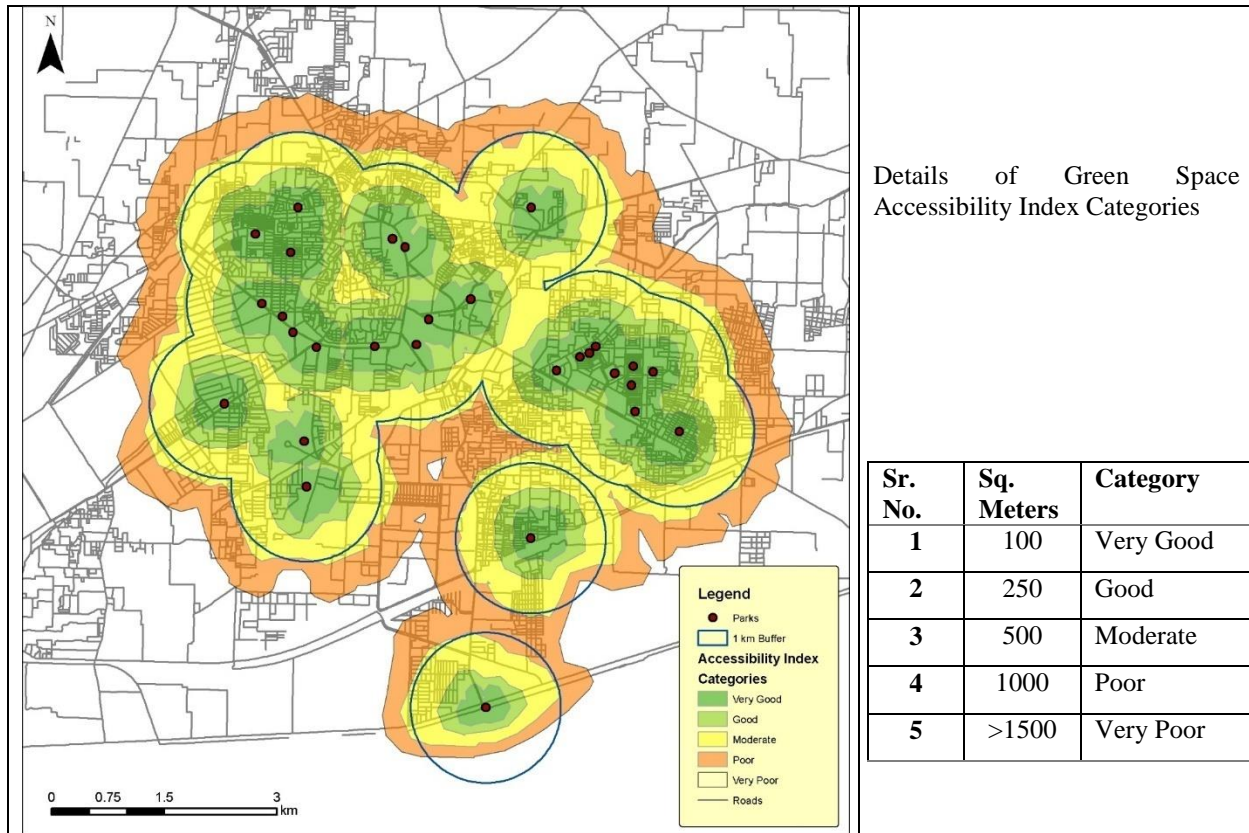 N
Legend
Parks
1 km Buffer
Accessibility Index
Categories
Very Good
Good
Moderate
Poor
Very Poor
Roads
0 0.75 1.5 3
km
Details of Green Space
Accessibility Index Categories
Sr. No. Sq. Meters Category
1 100 Very Good
2 250 Good
3 500 Moderate
4 1000 Poor
5 >1500 Very Poor